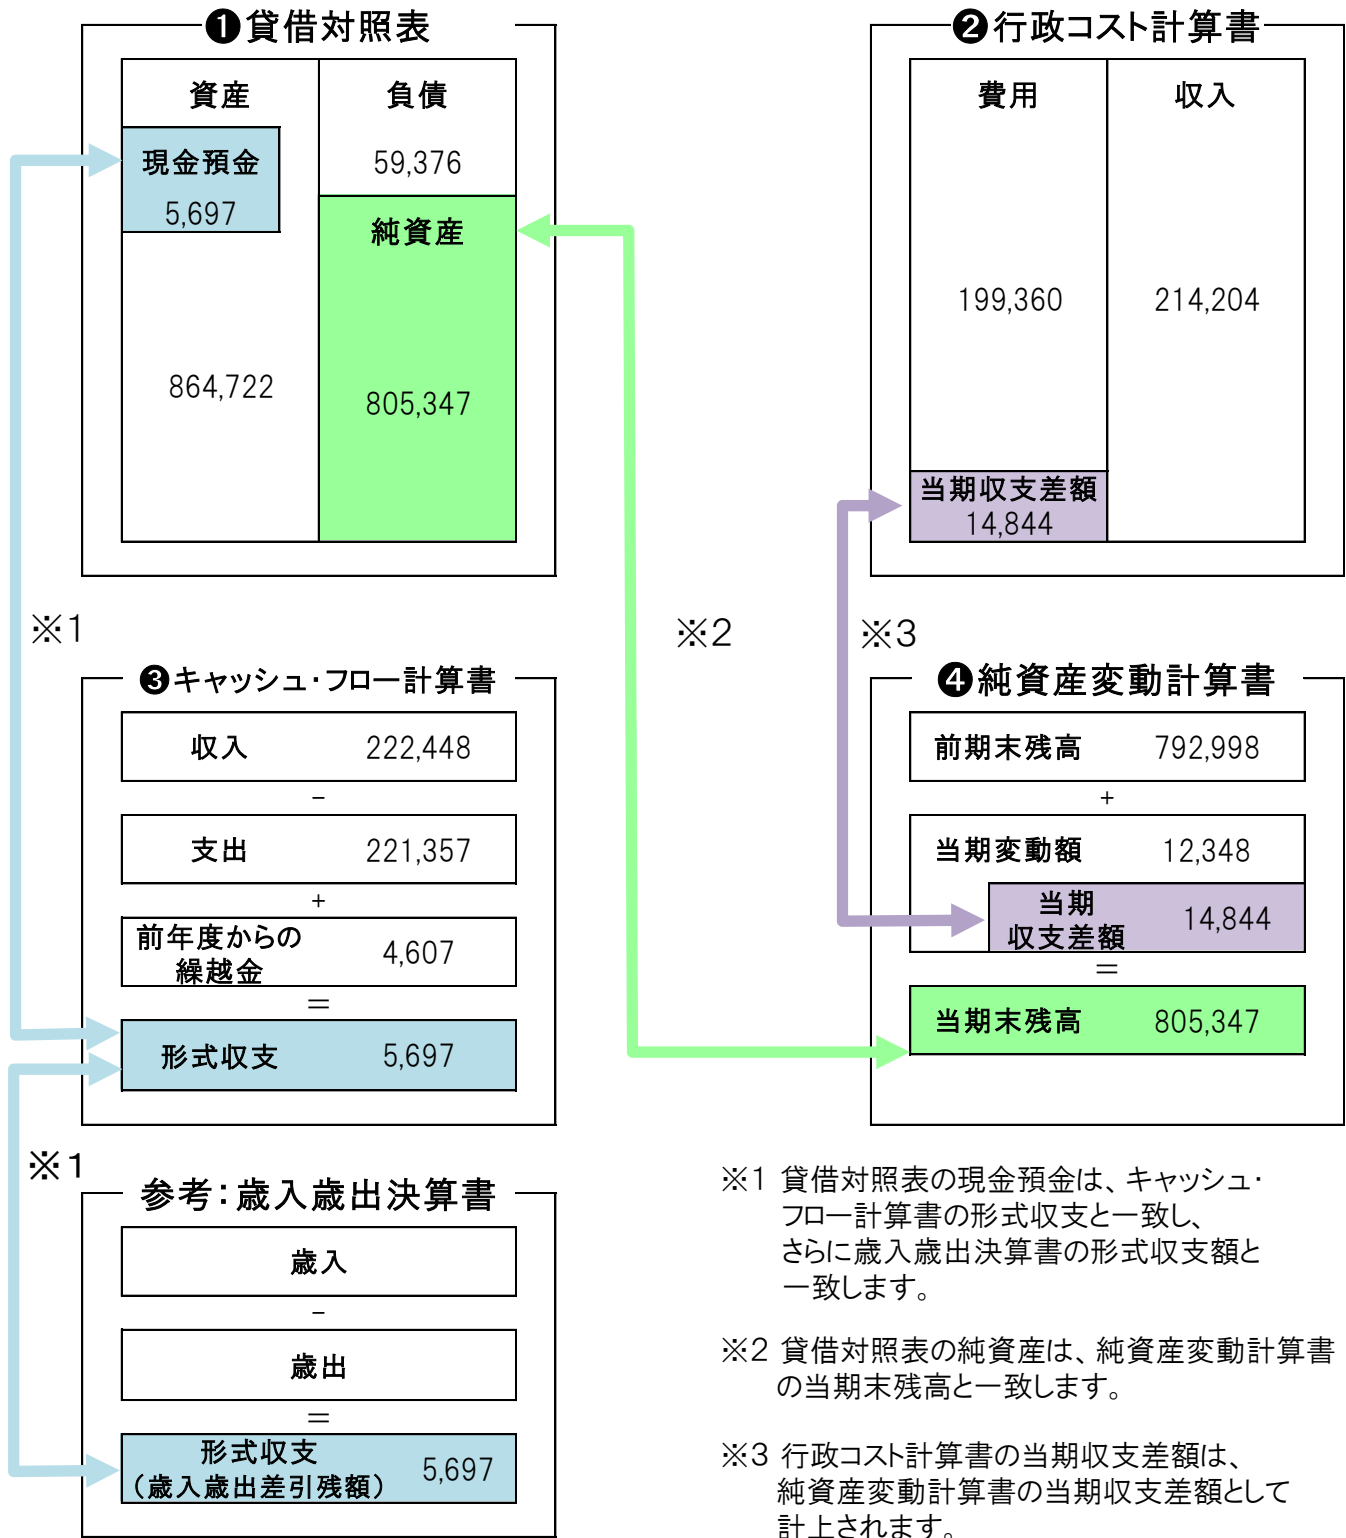 ❶貸借対照表
資産
負債
現金預金
5,697
59,376
純資産
864,722
805,347
❷行政コスト計算書
費用
収入
199,360
214,204
当期収支差額
14,844
※1
※2
※3
❸キャッシュ・フロー計算書
収入 222,448
－
支出 221,357
＋
前年度からの
繰越金
4,607
＝
形式収支 5,697
❹純資産変動計算書
前期末残高 792,998
＋
当期変動額 12,348
当期
収支差額
14,844
＝
当期末残高 805,347
※1
参考：歳入歳出決算書
歳入
－
歳出
＝
形式収支
（歳入歳出差引残額）
5,697
※1 貸借対照表の現金預金は、キャッシュ・
フロー計算書の形式収支と一致し、
さらに歳入歳出決算書の形式収支額と
一致します。
※2 貸借対照表の純資産は、純資産変動計算書
の当期末残高と一致します。
※3 行政コスト計算書の当期収支差額は、
純資産変動計算書の当期収支差額として
計上されます。